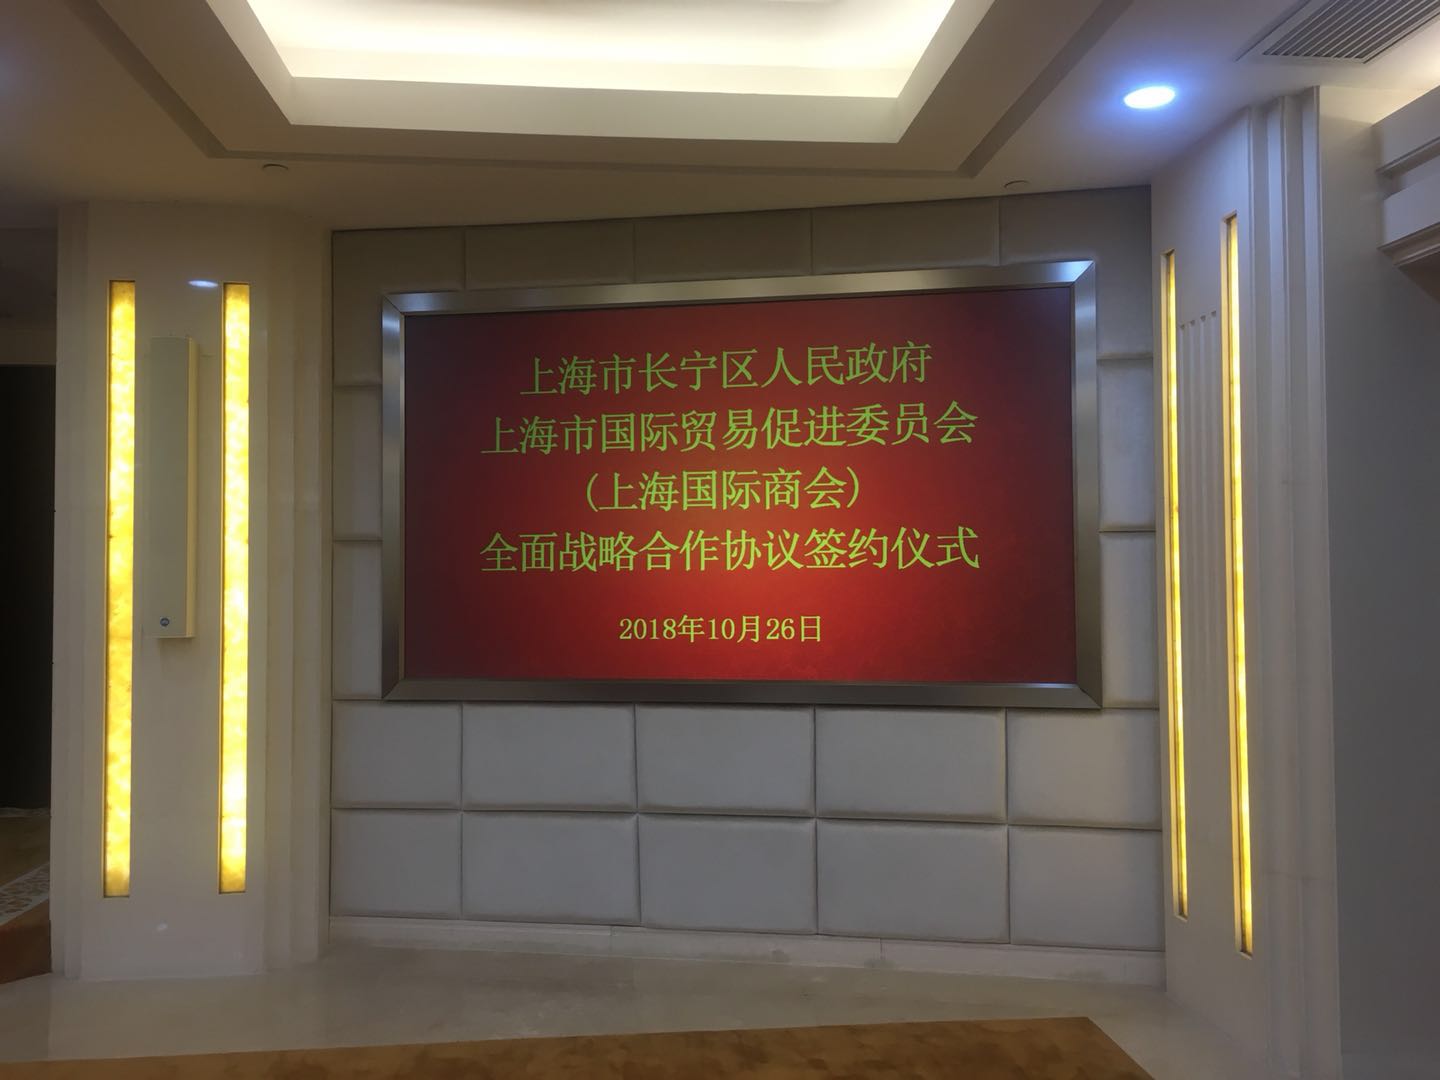 上海市长宁区人民政府
上海市国际贸易促进委员会
(上海国际商会)
全面战略合作协议签约仪式
2018年10月26日